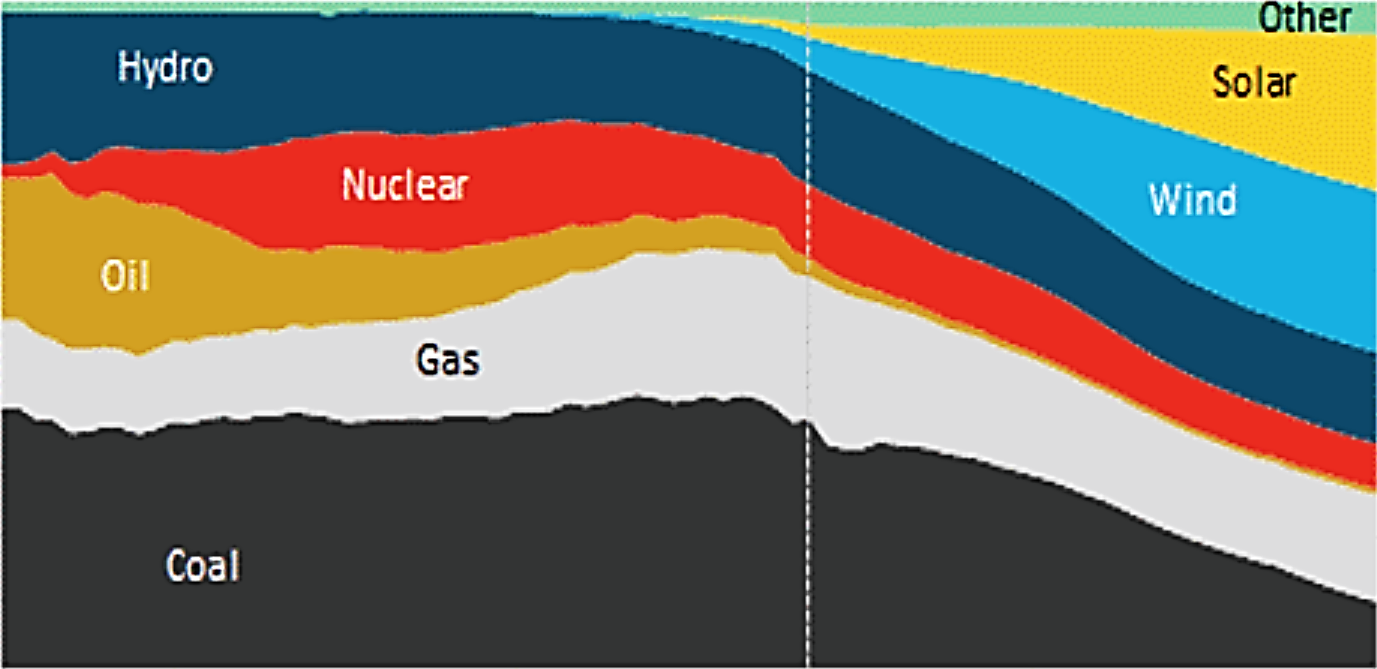 Other
Hydro
Solar
Nuclear
Wind
Oil
Gas
Coal